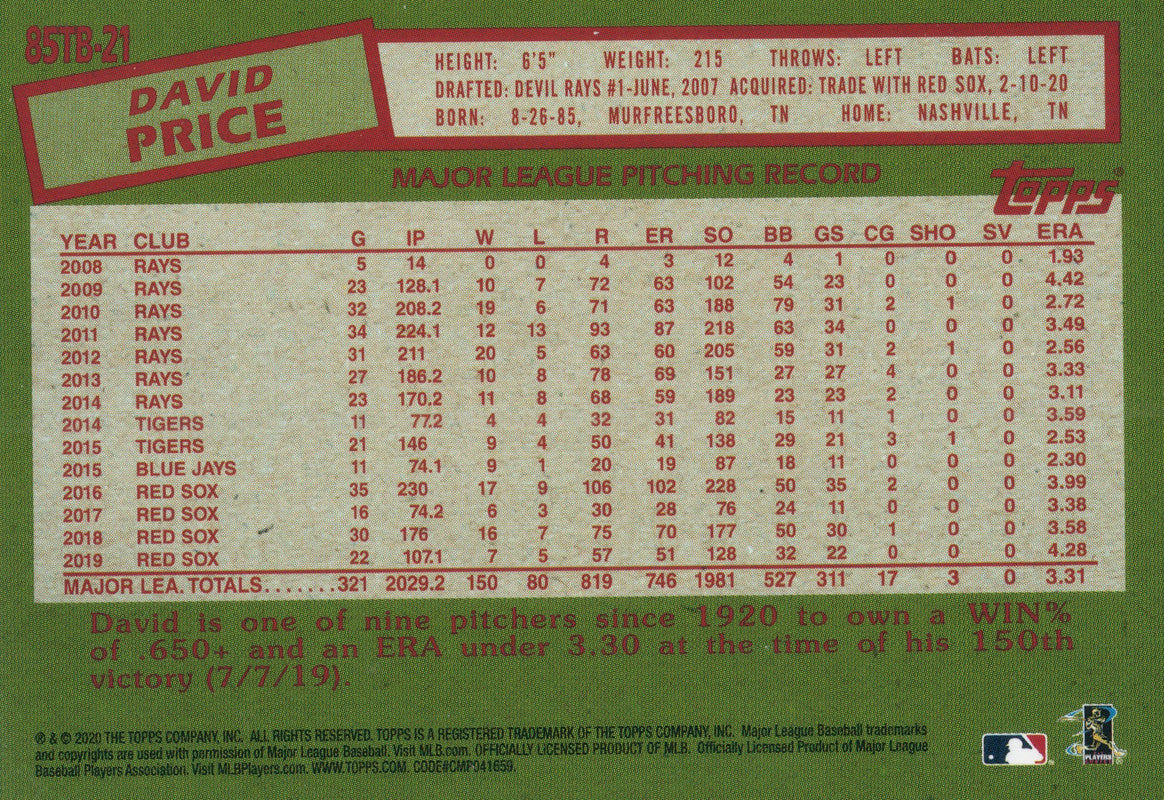 85TB-21
DAVID
PRICE
HEIGHT: 6'5" WEIGHT: 215 THROWS: LEFT BATS: LEFT
DRAFTED: DEVIL RAYS #1-JUNE, 2007 ACQUIRED: TRADE WITH RED SOX, 2-10-20
BORN: 8-26-85, MURFREESBORO, TN HOME: NASHVILLE, TN
MAJOR LEAGUE PITCHING RECORD
Topps®
YEAR CLUB G IP W L R ER SO BB GS CG SHO SV ERA
2008 RAYS 5 14 0 0 4 3 12 4 1 0 0 0 1.93
2009 RAYS 23 128.1 10 7 72 63 102 54 23 0 0 0 4.42
2010 RAYS 32 208.2 19 6 71 63 188 79 31 2 1 0 2.72
2011 RAYS 34 224.1 12 13 93 87 218 63 34 0 0 0 3.49
2012 RAYS 31 211 20 5 63 60 205 59 31 2 1 0 2.56
2013 RAYS 27 186.2 10 8 78 69 151 27 27 4 0 0 3.33
2014 RAYS 23 170.2 11 8 68 59 189 23 23 2 0 0 3.11
2014 TIGERS 11 77.2 4 4 32 31 82 15 11 1 0 0 3.59
2015 TIGERS 21 146 9 4 50 41 138 29 21 3 1 0 2.53
2015 BLUE JAYS 11 74.1 9 1 20 19 87 18 11 0 0 0 2.30
2016 RED SOX 35 230 17 9 106 102 228 50 35 2 0 0 3.99
2017 RED SOX 16 74.2 6 3 30 28 76 24 11 0 0 0 3.38
2018 RED SOX 30 176 16 7 75 70 177 50 30 1 0 0 3.58
2019 RED SOX 22 107.1 7 5 57 51 128 32 22 0 0 0 4.28
MAJOR LEA. TOTALS.......321 2029.2 150 80 819 746 1981 527 311 17 3 0 3.31
David is one of nine pitchers since 1920 to own a WIN%
of .650+ and an ERA under 3.30 at the time of his 150th
victory (7/7/19).
® & © 2020 THE TOPPS COMPANY, INC. ALL RIGHTS RESERVED. TOPPS IS A REGISTERED TRADEMARK OF THE TOPPS COMPANY, INC. Major League Baseball trademarks
and copyrights are used with permission of Major League Baseball. Visit MLB.com. OFFICIALLY LICENSED PRODUCT OF MLB. Officially Licensed Product of Major League
Baseball Players Association. Visit MLBPlayers.com. WWW.TOPPS.COM. CODE#CMP041659.
PLAYERS